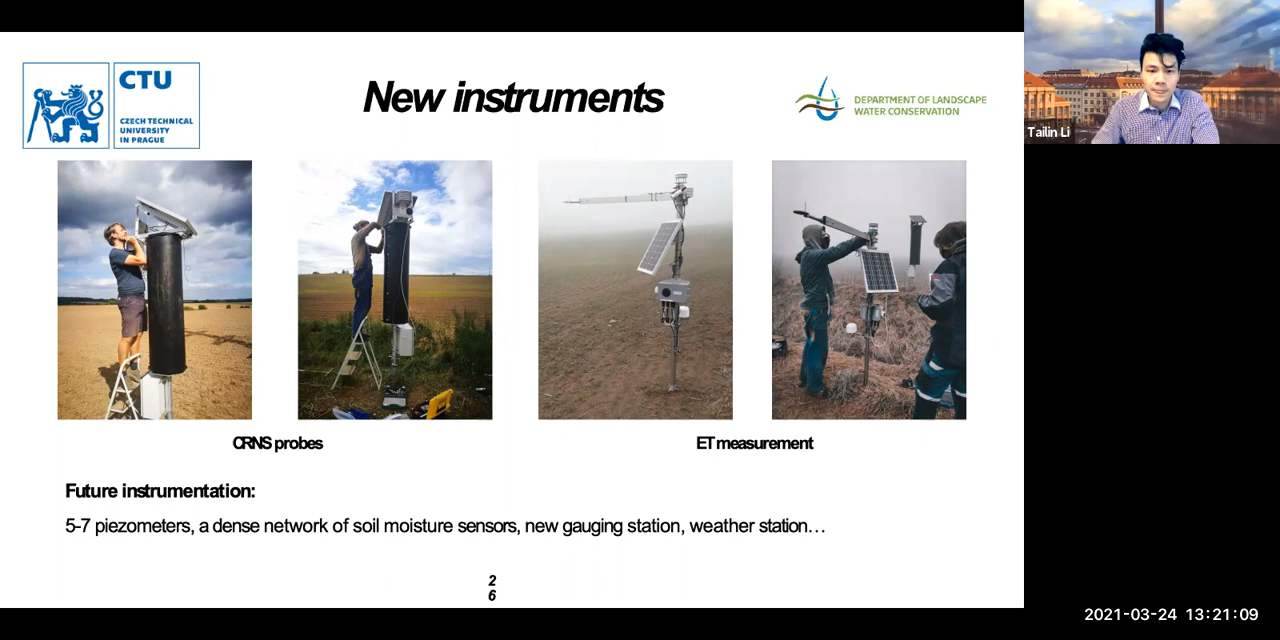 CTU
CZECH TECHNICAL
UNIVERSITY
IN PRAGUE
New instruments
DEPARTMENT OF LANDSCAPE
WATER CONSERVATION
Tailin Li
CRNS probes
ET measurement
Future instrumentation:
5-7 piezometers, a dense network of soil moisture sensors, new gauging station, weather station…
2
6
2021-03-24 13:21:09